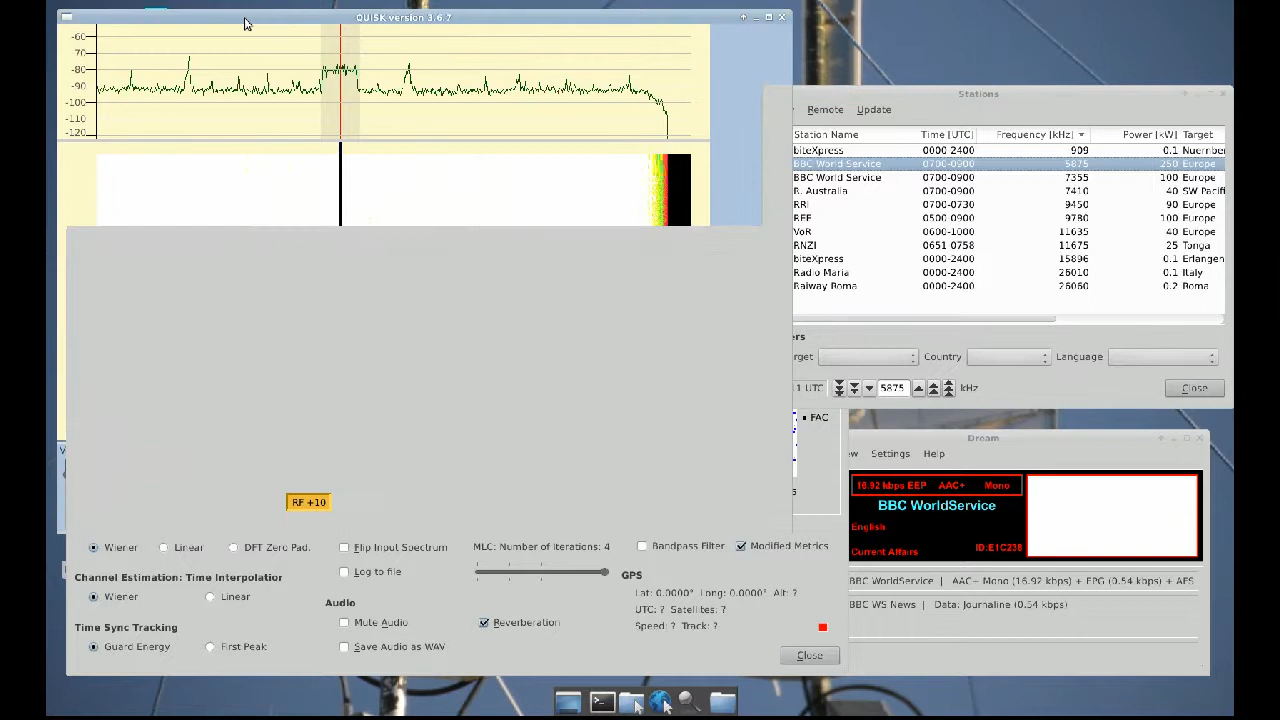 QUISK version 3.6.7
-60
-70
-80
-90
-100
-110
-120
Stations
Remote Update
Station Name Time [UTC] Frequency [kHz] Power [kW] Target
biteXpress 0000-2400 909 0.1 Nuernber
BBC World Service 0700-0900 5875 250 Europe
BBC World Service 0700-0900 7355 100 Europe
R. Australia 0700-0900 7410 40 SW Pacif
RRI 0700-0730 9450 90 Europe
REE 0500-0900 9780 100 Europe
VoR 0600-1000 11635 40 Europe
RNZI 0651-0758 11675 25 Tonga
biteXpress 0000-2400 15896 0.1 Erlangen
Radio Maria 0000-2400 26010 0.1 Italy
Raiway Roma 0000-2400 26060 0.2 Roma
ers
rget Country Language
1 UTC 5875 kHz Close
FAC
Dream
ew Settings Help
16.92 kbps EEP AAC+ Mono
BBC WorldService
English
Current Affairs ID:E1C238
BBC WorldService | AAC+ Mono (16.92 kbps) + EPG (0.54 kbps) + AFS
BBC WS News | Data: Journaline (0.54 kbps)
RF +10
Wiener Linear DFT Zero Pad. Flip Input Spectrum MLC: Number of Iterations: 4 Bandpass Filter Modified Metrics
Log to file
Channel Estimation: Time Interpolation
Wiener Linear
GPS
Lat: 0.0000° Long: 0.0000° Alt: ?
UTC: ? Satellites: ?
Speed: ? Track: ?
Audio
Mute Audio Reverberation
Time Sync Tracking
Guard Energy First Peak Save Audio as WAV
Close